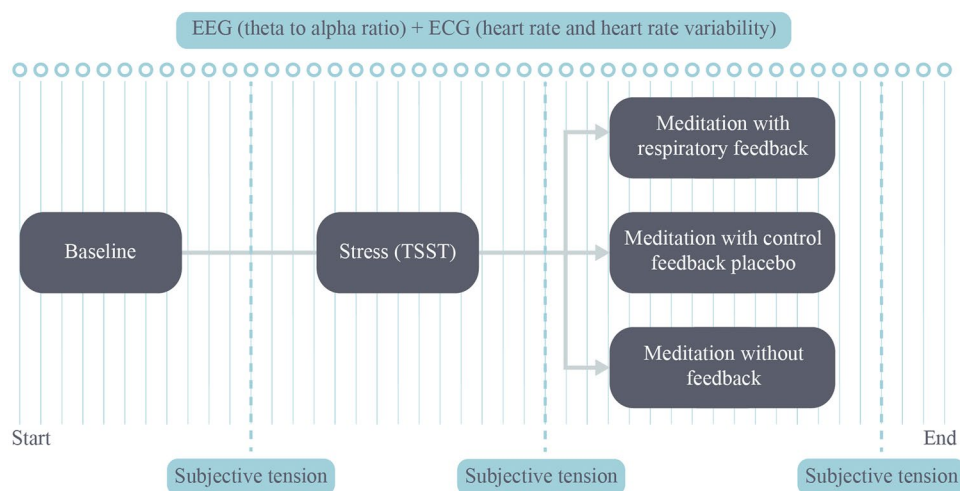 EEG (theta to alpha ratio) + ECG (heart rate and heart rate variability)
Meditation with
respiratory feedback
Baseline
Stress (TSST)
Meditation with control
feedback placebo
Meditation without
feedback
Start
End
Subjective tension
Subjective tension
Subjective tension